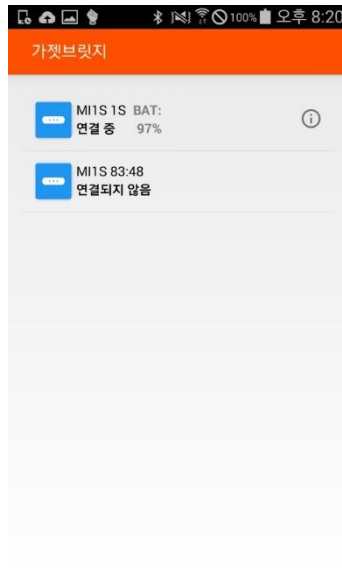 100% 오후 8:20
가젯브릿지
MI1S 1S BAT:
연결 중 97%
MI1S 83:48
연결되지 않음